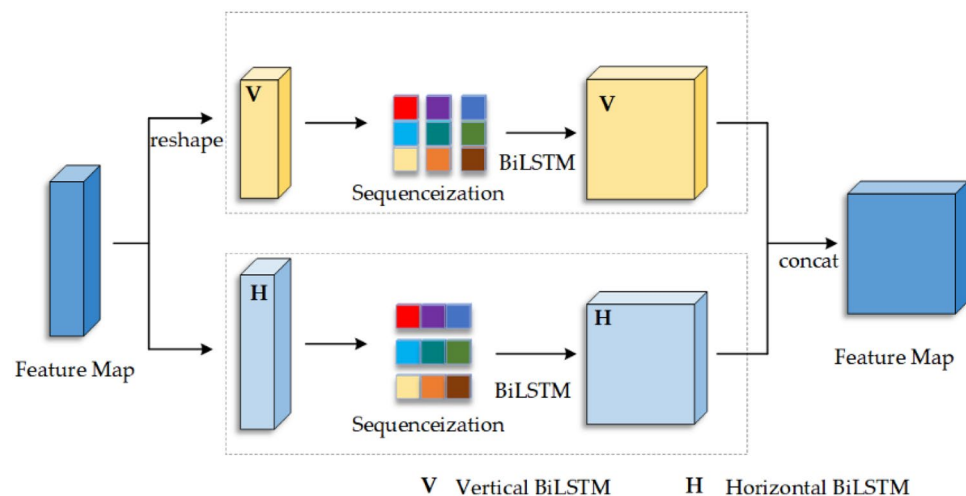 V
V
reshape
BiLSTM
Sequenceization
concat
H
H
Feature Map
BiLSTM
Feature Map
Sequenceization
V Vertical BiLSTM H Horizontal BiLSTM